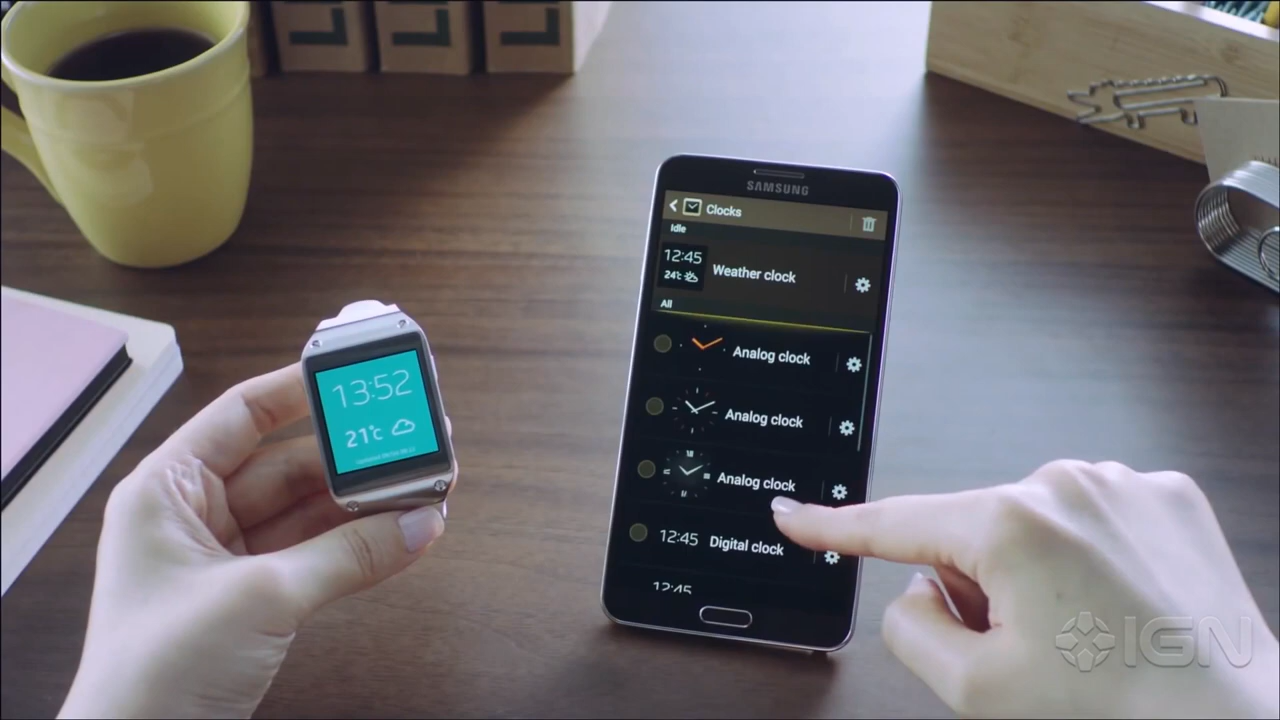 SAMSUNG
Clocks
Idle
12:45
24°c
Weather clock
All
Analog clock
Analog clock
18
Analog clock
12:45 Digital clock
12:45
13:52
21°c
IGN